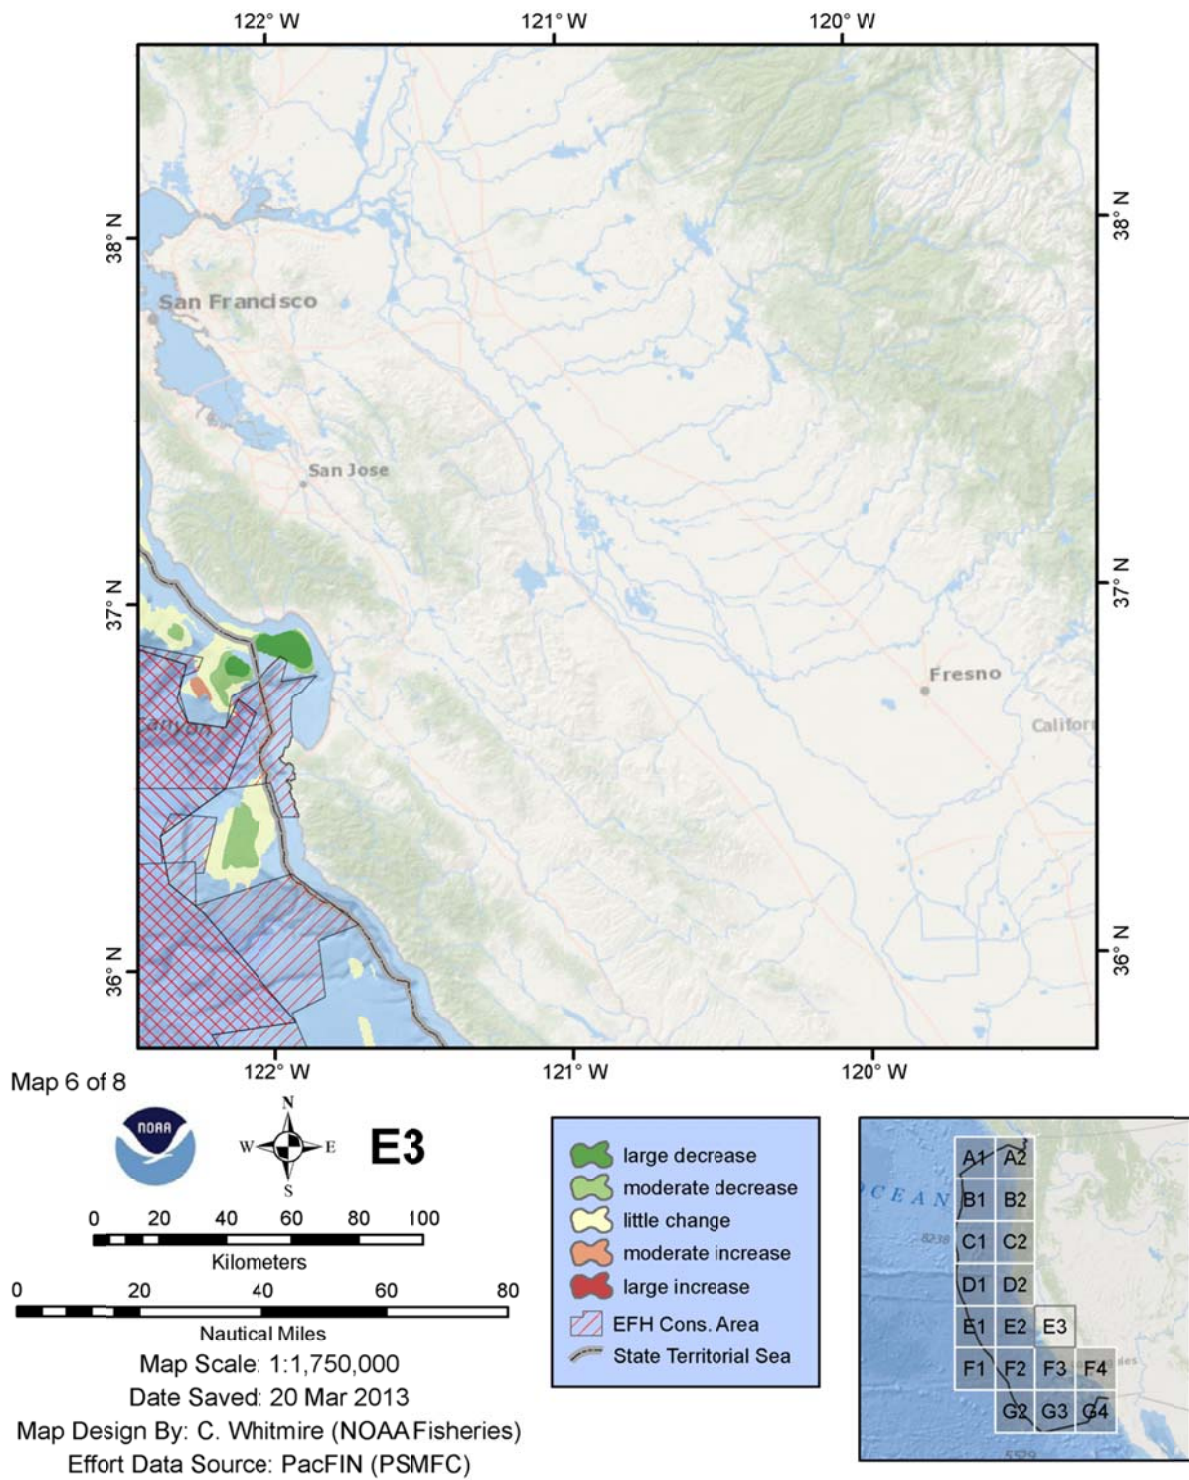 122° W
121° W
120° W
38° N
38° N
San Francisco
San Jose
37° N
37° N
Fresno
anyon
Californ
36° N
36° N
122° W
121° W
120° W
Map 6 of 8
NOAA
N
W
E
S
E3
0 20 40 60 80 100
Kilometers
0 20 40 60 80
Nautical Miles
Map Scale: 1:1,750,000
Date Saved: 20 Mar 2013
Map Design By: C. Whitmire (NOAA Fisheries)
Effort Data Source: PacFIN (PSMFC)
large decrease
moderate decrease
little change
moderate increase
large increase
EFH Cons. Area
State Territorial Sea
A1 A2
OCEAN
B1 B2
8238
C1 C2
D1 D2
E1 E2 E3
F1 F2 F3 F4
G2 G3 G4